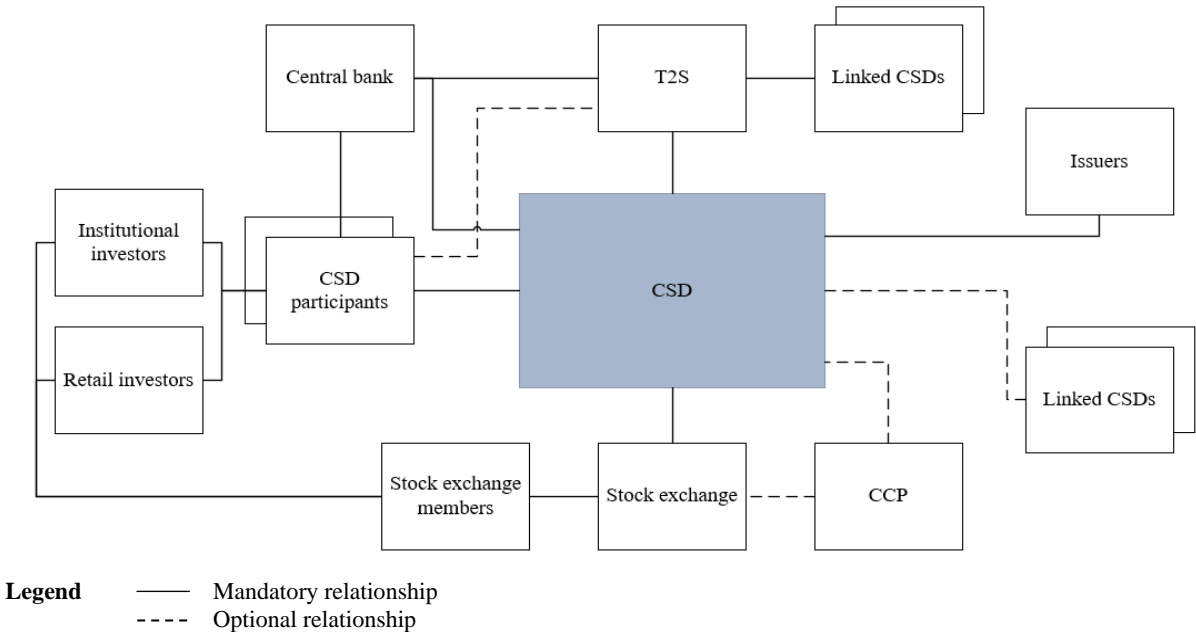 Central bank
T2S
Linked CSDs
Issuers
Institutional
investors
CSD
participants
CSD
Retail investors
Linked CSDs
Stock exchange
members
Stock exchange
CCP
Legend
Mandatory relationship
Optional relationship